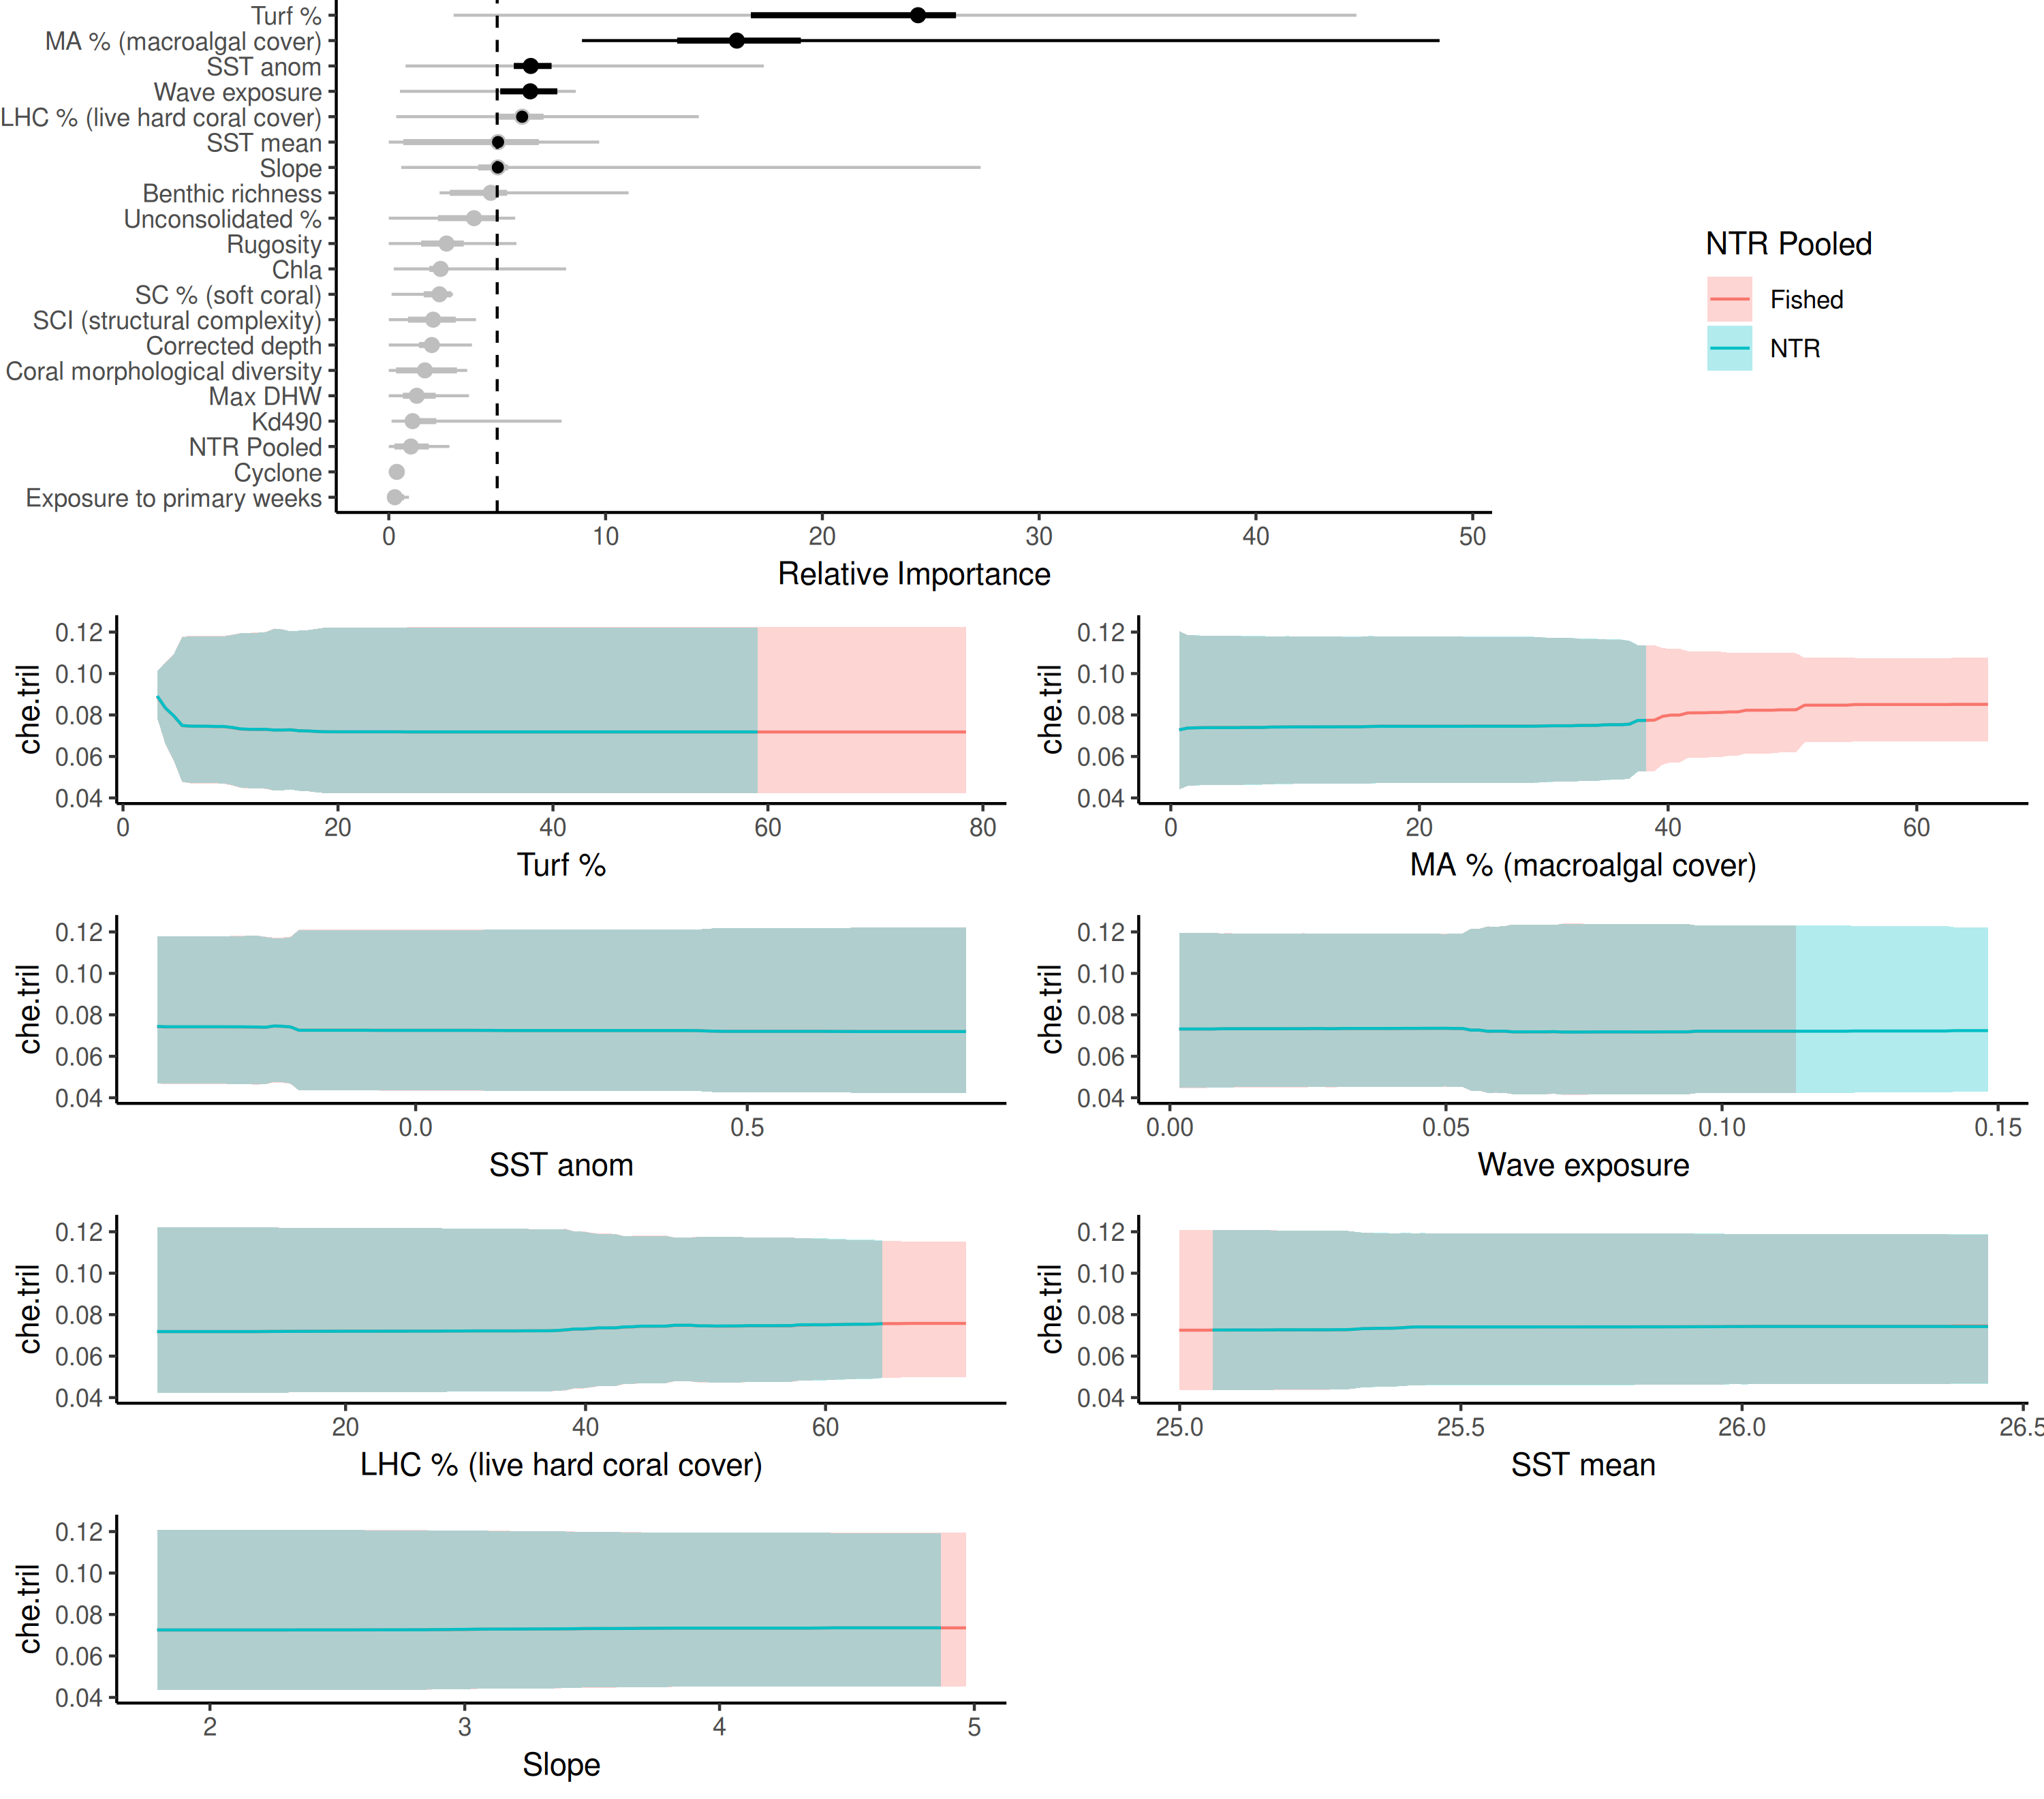 Turf %
MA % (macroalgal cover)
SST anom
Wave exposure
LHC % (live hard coral cover)
SST mean
Slope
Benthic richness
Unconsolidated %
Rugosity
Chla
SC % (soft coral)
SCI (structural complexity)
Corrected depth
Coral morphological diversity
Max DHW
Kd490
NTR Pooled
Cyclone
Exposure to primary weeks
0 10 20 30 40 50
Relative Importance
NTR Pooled
Fished
NTR
che.tril
0.12
0.10
0.08
0.06
0.04
0 20 40 60 80
Turf %
che.tril
0.12
0.10
0.08
0.06
0.04
0 20 40 60
MA % (macroalgal cover)
che.tril
0.12
0.10
0.08
0.06
0.04
0.0 0.5
SST anom
che.tril
0.12
0.10
0.08
0.06
0.04
0.00 0.05 0.10 0.15
Wave exposure
che.tril
0.12
0.10
0.08
0.06
0.04
20 40 60
LHC % (live hard coral cover)
che.tril
0.12
0.10
0.08
0.06
0.04
25.0 25.5 26.0 26.5
SST mean
che.tril
0.12
0.10
0.08
0.06
0.04
2 3 4 5
Slope